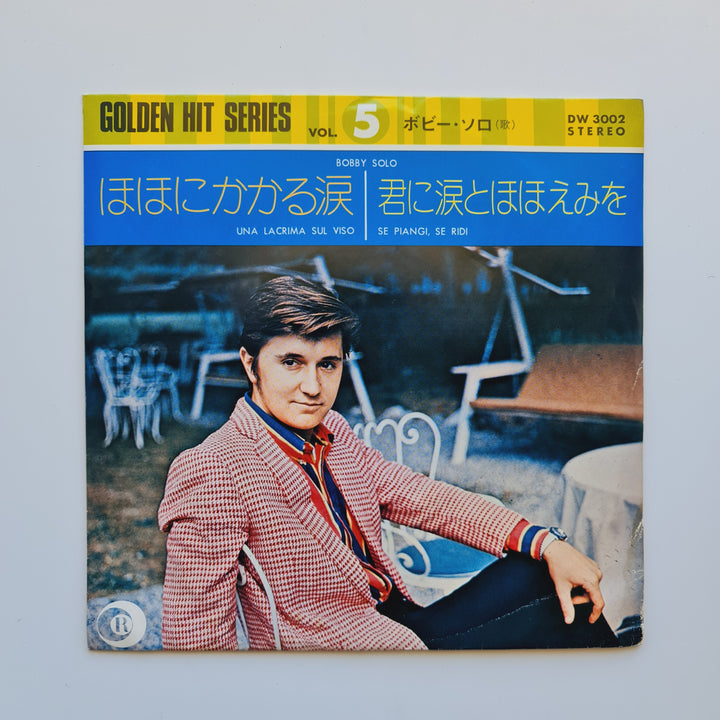 GOLDEN HIT SERIES VOL. 5 ボビー・ソロ(歌) DW 3002
STEREO
BOBBY SOLO
ほほにかかる涙 君に涙とほほえみを
UNA LACRIMA SUL VISO SE PIANGI, SE RIDI
R